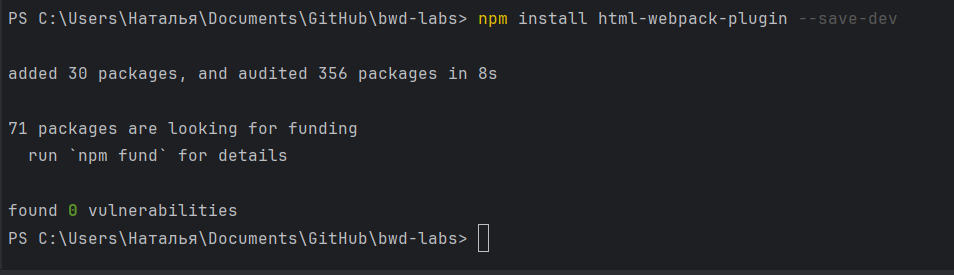 PS C:\Users\Наталья\Documents\GitHub\bwd-labs> npm install html-webpack-plugin --save-dev
added 30 packages, and audited 356 packages in 8s
71 packages are looking for funding
  run `npm fund` for details
found 0 vulnerabilities
PS C:\Users\Наталья\Documents\GitHub\bwd-labs>